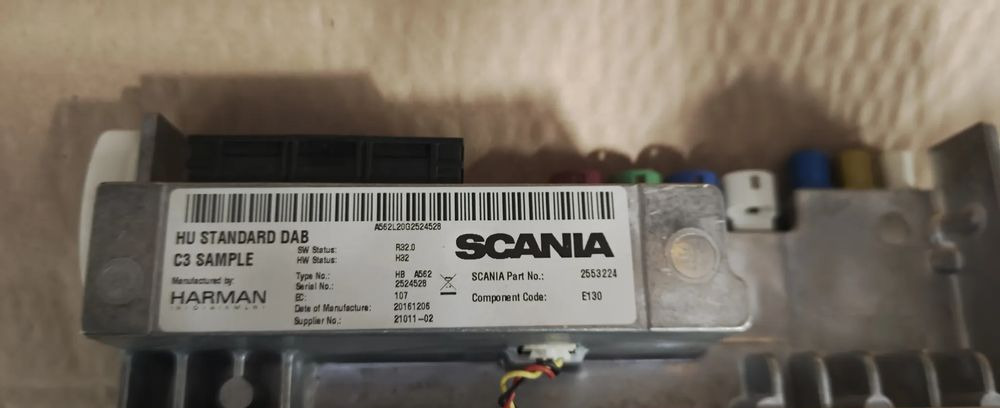 A562L20G2524528
HU STANDARD DAB
C3 SAMPLE
Manufactured by:
HARMAN
SW Status: R32.0
HW Status: H32
Type No.: HB A562
Serial No.: 2524528
EC: 107
Date of Manufacture: 20161206
Supplier No.: 21011-02
SCANIA
SCANIA Part No.: 2553224
Component Code: E130